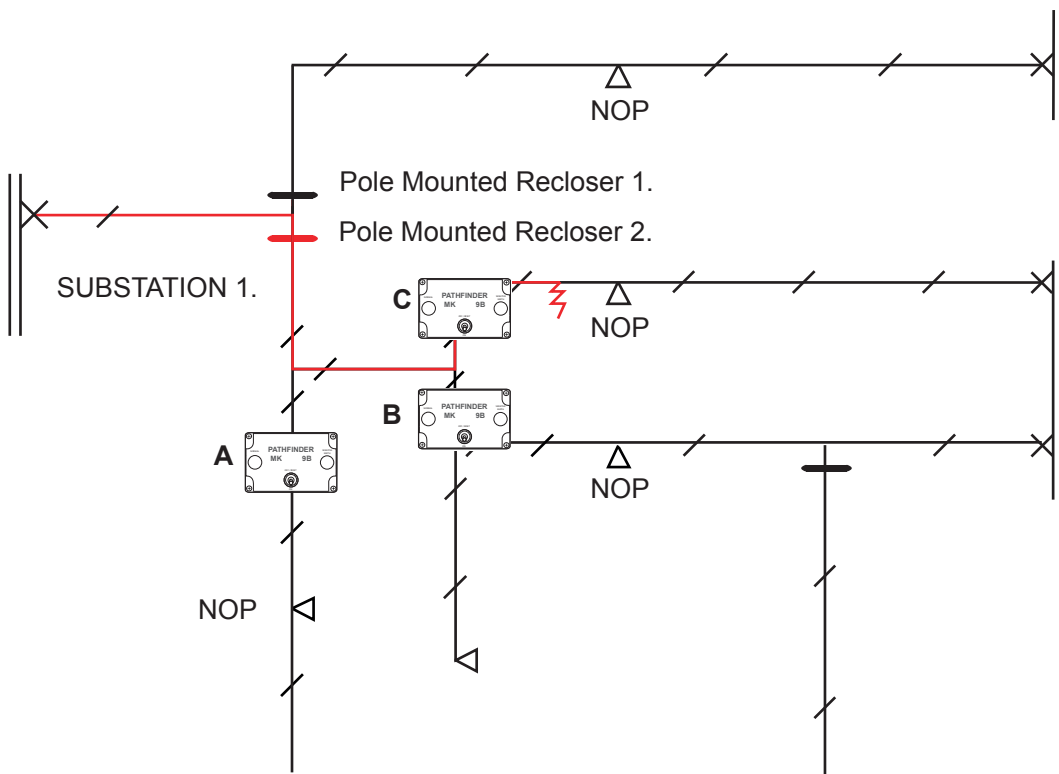 NOP
Pole Mounted Recloser 1.
Pole Mounted Recloser 2.
SUBSTATION 1.
C
PATHFINDER
MK 9B
NOP
B
PATHFINDER
MK 9B
A
PATHFINDER
MK 9B
NOP
NOP